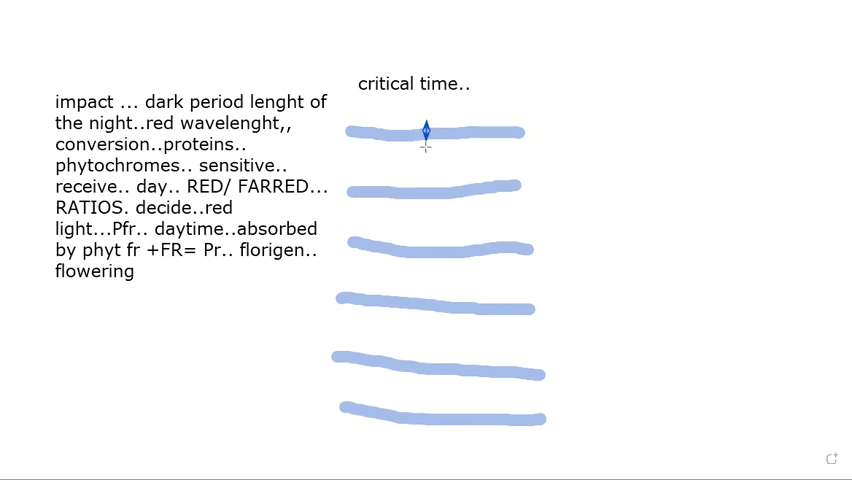 critical time..
impact ... dark period lenght of
the night..red wavelenght,,
conversion..proteins..
phytochromes.. sensitive..
receive.. day.. RED/ FARRED...
RATIOS. decide..red
light...Pfr.. daytime..absorbed
by phyt fr +FR= Pr.. florigen..
flowering